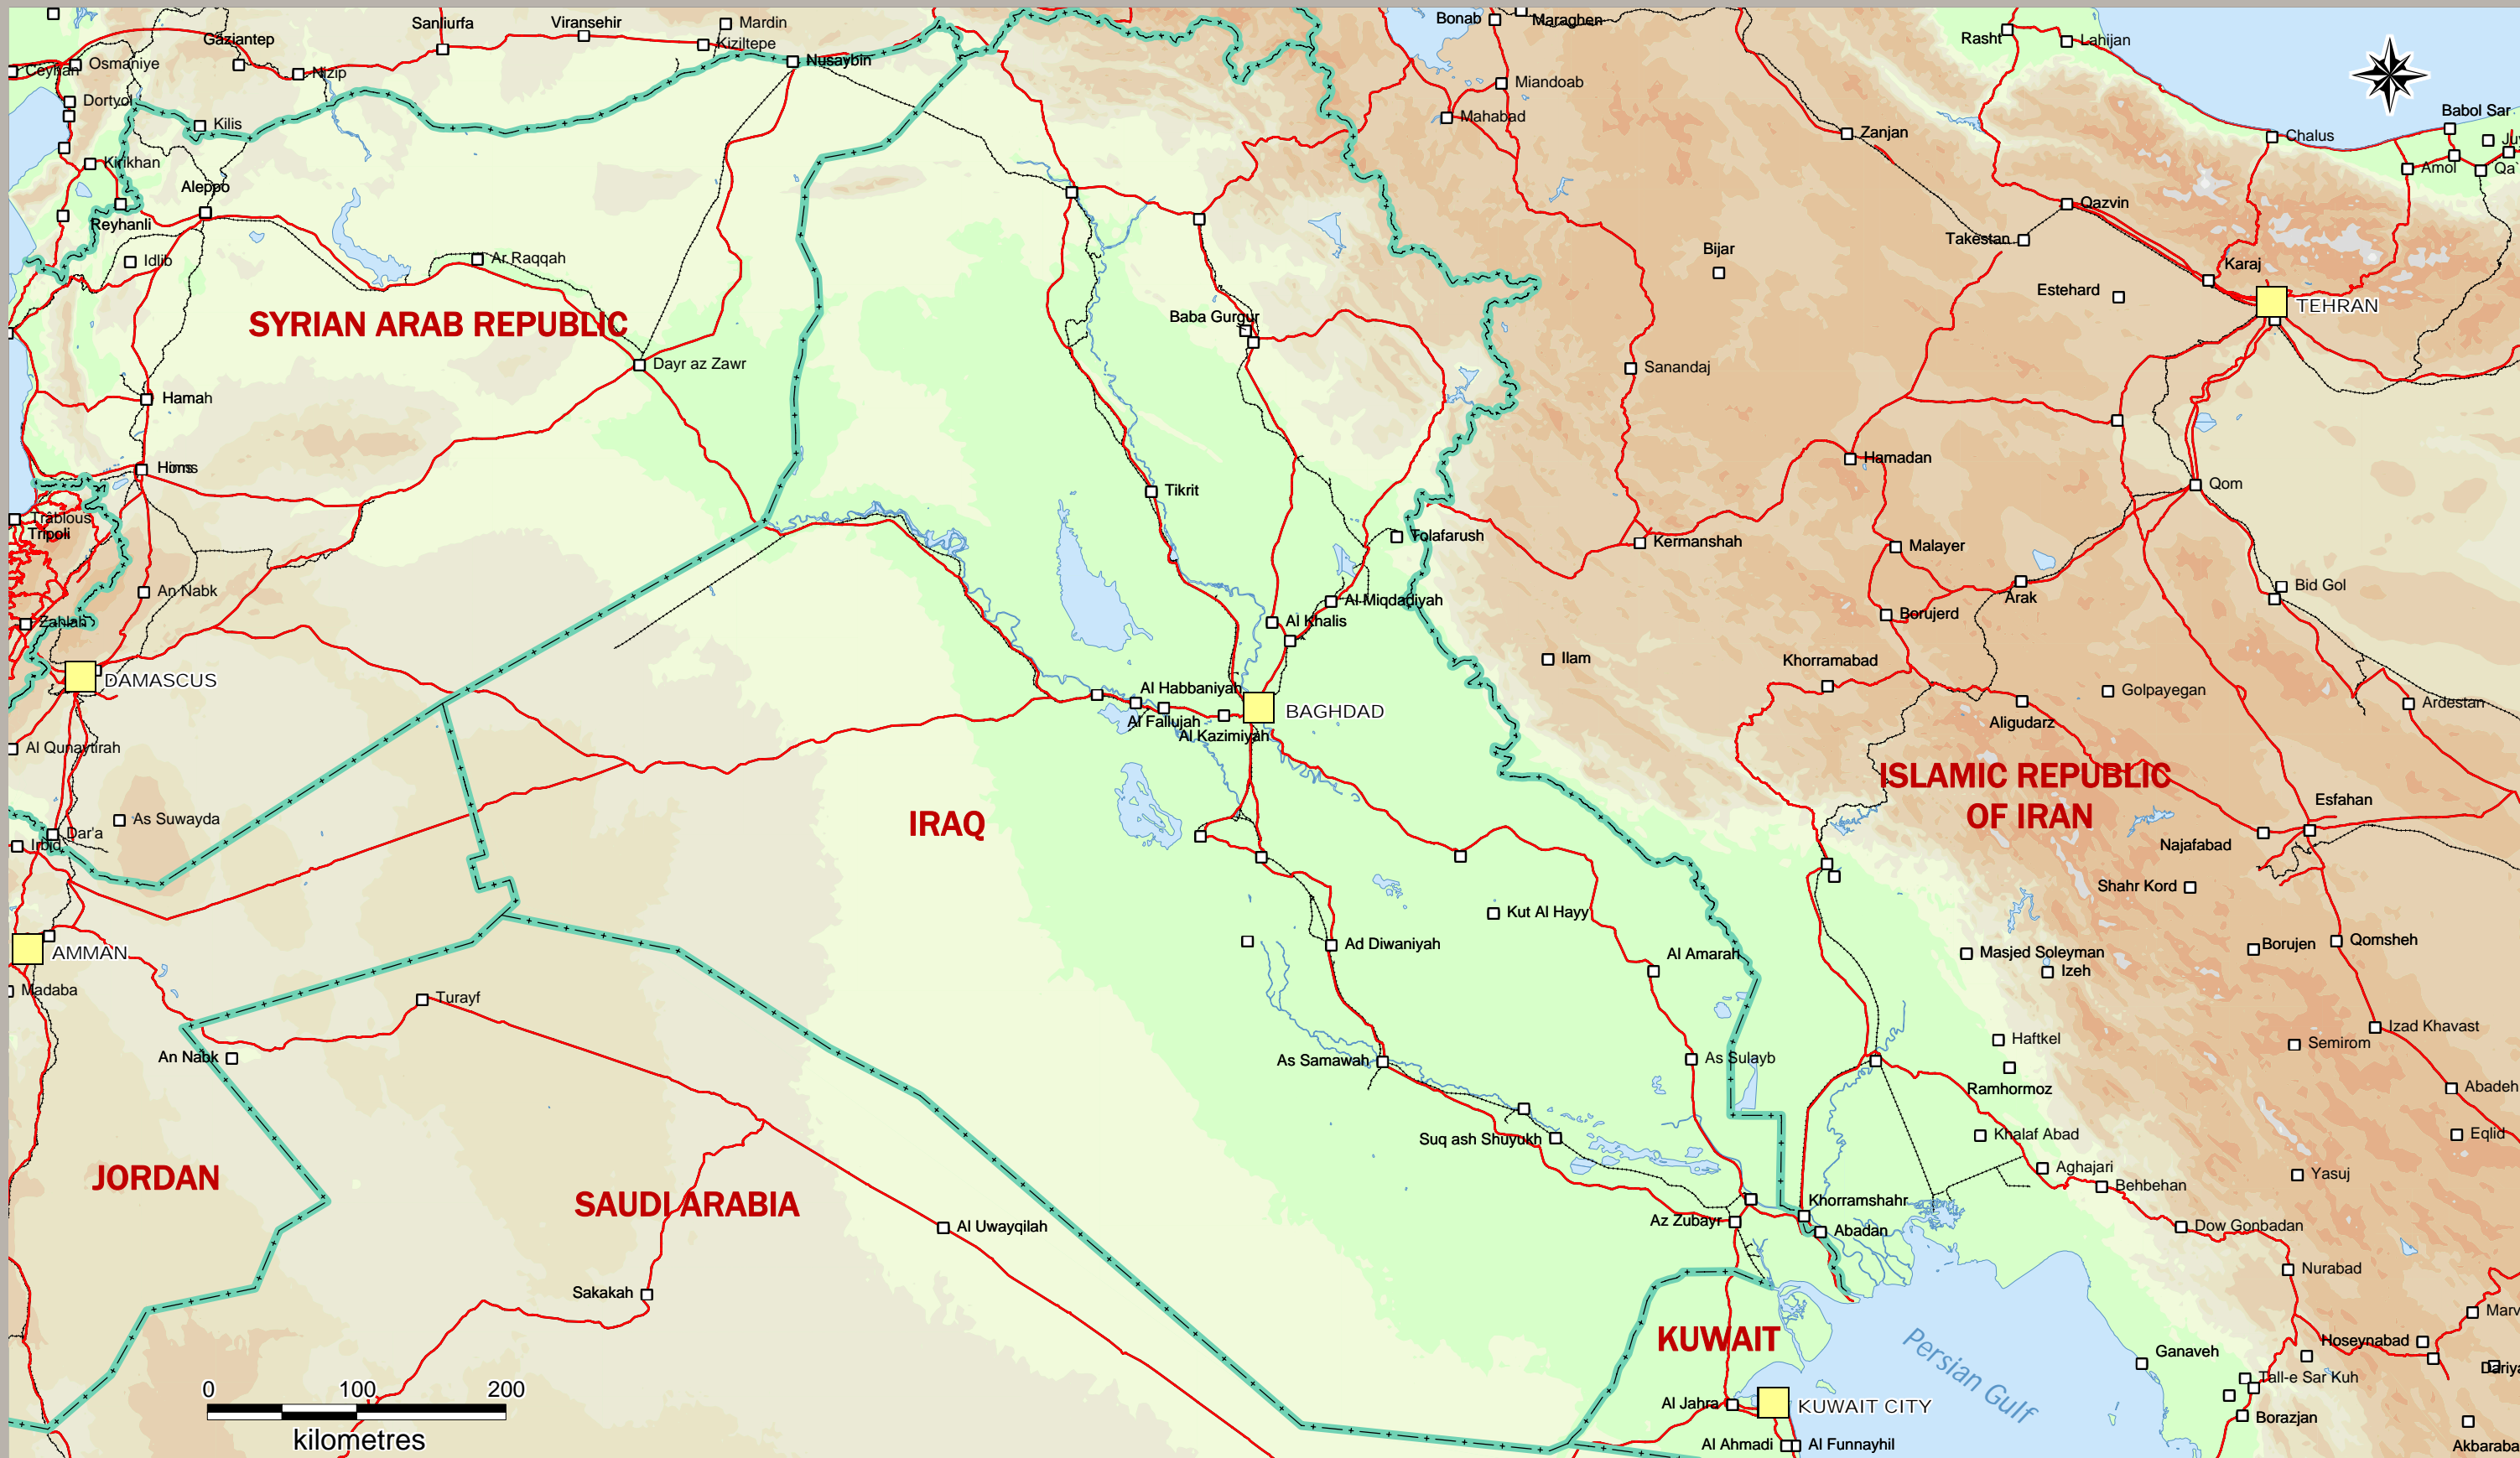 Sanliurfa
Viransehir
Mardin
Kiziltepe
Gaziantep
Osmaniye
Ceyhan
Nizip
Nusaybin
Dortyol
Kilis
Kirikhan
Aleppo
Reyhanli
Idlib
Ar Raqqah
SYRIAN ARAB REPUBLIC
Dayr az Zawr
Hamah
Hims
Trâblous
Tripoli
An Nabk
Zahlah
DAMASCUS
Al Qunaytirah
As Suwayda
Dar'a
Irbid
AMMAN
Madaba
JORDAN
Bonab
Maraghen
Miandoab
Mahabad
Rasht
Lahijan
Zanjan
Chalus
Babol Sar
Amol
Qa'
Qazvin
Takestan
Karaj
Bijar
Estehard
TEHRAN
Baba Gurgur
Sanandaj
Hamadan
Qom
Tikrit
Tolafarush
Kermanshah
Malayer
Bid Gol
Arak
Al Miqdadiyah
Al Khalis
Borujerd
Ilam
Khorramabad
Golpayegan
Al Habbaniyah
BAGHDAD
Al Fallujah
Al Kazimiyah
Aligudarz
Ardestan
ISLAMIC REPUBLIC
OF IRAN
IRAQ
Esfahan
Najafabad
Shahr Kord
Kut Al Hayy
Ad Diwaniyah
Al Amarah
Masjed Soleyman
Izeh
Borujen
Qomsheh
Turayf
An Nabk
Izad Khavast
Haftkel
Semirom
As Samawah
As Sulayb
Ramhormoz
Abadeh
Suq ash Shuyukh
Khalaf Abad
Eqlid
Aghajari
Behbehan
Yasuj
SAUDI ARABIA
Al Uwayqilah
Khorramshahr
Az Zubayr
Abadan
Dow Gonbadan
Sakakah
Nurabad
Marv
KUWAIT
Persian Gulf
Hoseynabad
Ganaveh
Dariya
Tall-e Sar Kuh
Al Jahra
KUWAIT CITY
Borazjan
Al Ahmadi
Al Funnayhil
Akbaraba
0 100 200
kilometres